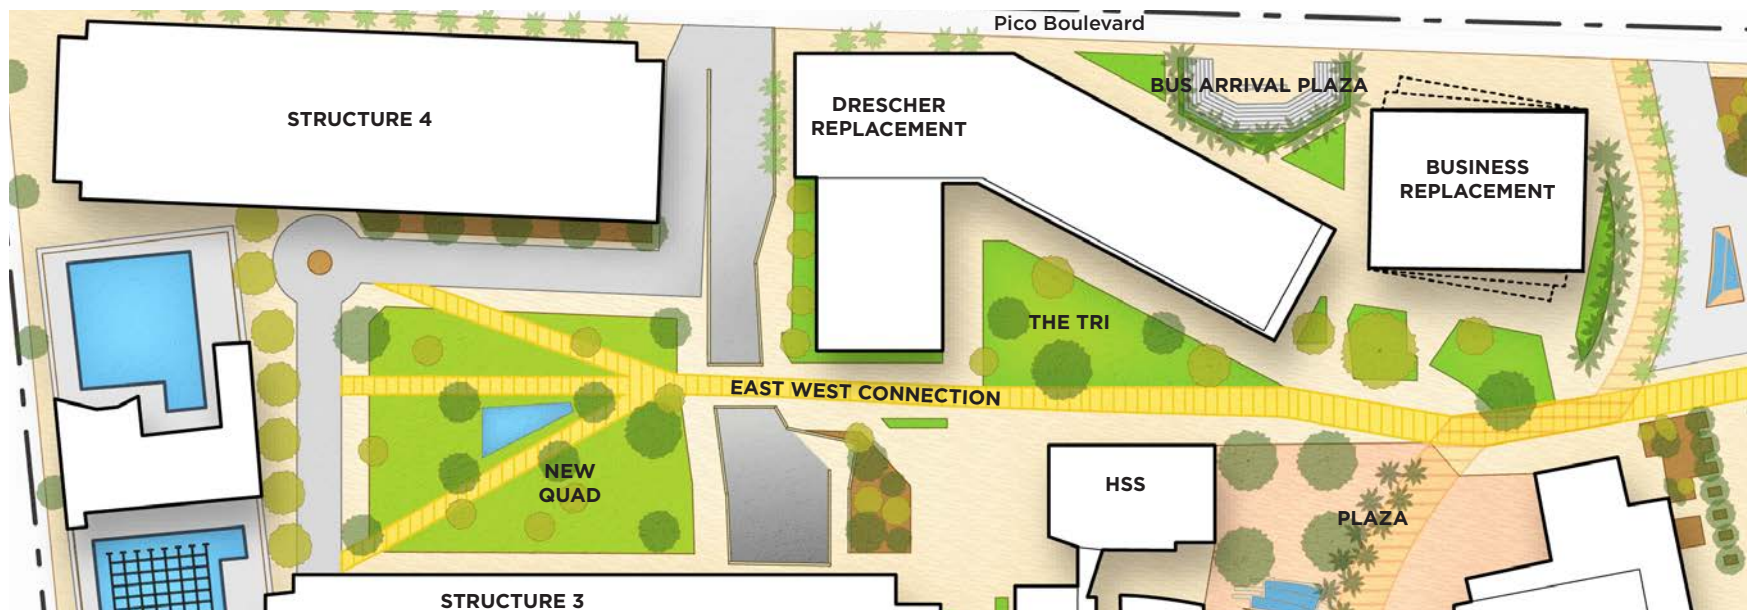 Pico Boulevard
STRUCTURE 4
DRESCHER
REPLACEMENT
BUS ARRIVAL PLAZA
BUSINESS
REPLACEMENT
THE TRI
EAST WEST CONNECTION
NEW
QUAD
HSS
PLAZA
STRUCTURE 3